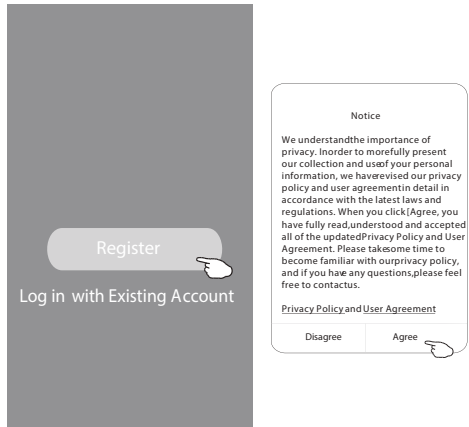 Register
Log in with Existing Account
Notice
We understandthe importance of
privacy. Inorder to morefully present
our collection and useof your personal
information, we haverevised our privacy
policy and user agreementin detail in
accordance with the latest laws and
regulations. When you click[Agree, you
have fully read,understood and accepted
all of the updatedPrivacy Policy and User
Agreement. Please takesome time to
become familiar with ourprivacy policy,
and if you have any questions,please feel
free to contactus.
Privacy Policy and User Agreement
Disagree
Agree